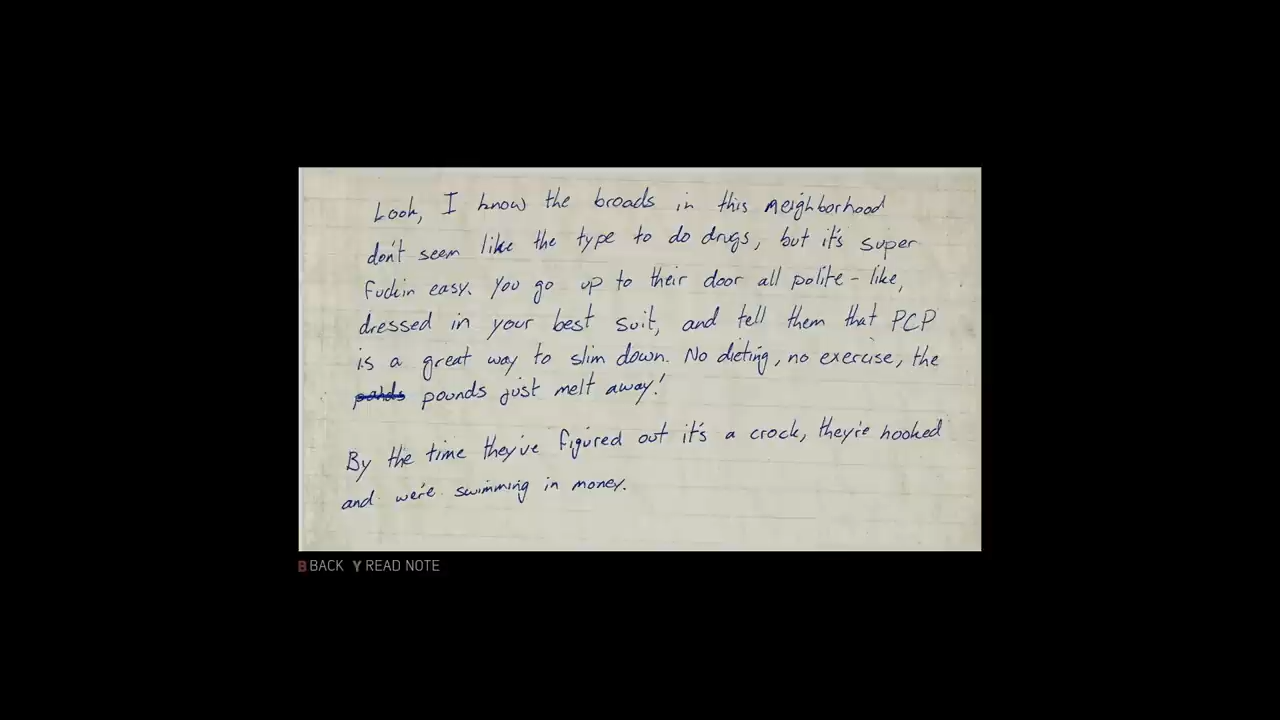 Look, I know the broads in this neighborhood
don't seem like the type to do drugs, but it's super
fuckin easy. You go up to their door all polite-like,
dressed in your best suit, and tell them that PCP
is a great way to slim down. No dieting, no exercise, the
pounds just melt away!
By the time they've figured out it's a crock, they're hooked
and we're swimming in money.
B BACK Y READ NOTE